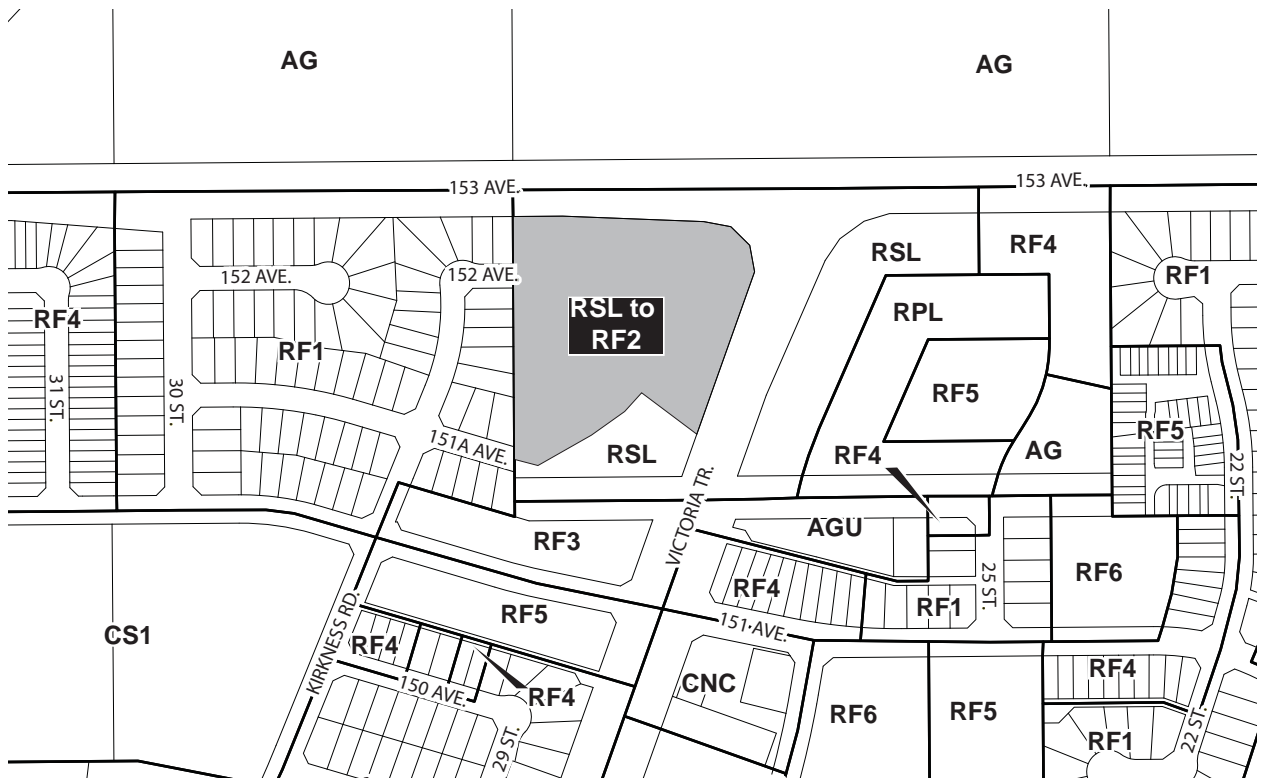 AG
AG
153 AVE.
153 AVE.
RSL
RF4
RF1
152 AVE.
152 AVE.
RSL to
RF2
RPL
RF4
RF1
31 ST.
30 ST.
RF5
RF5
151A AVE.
RSL
RF4
AG
22 ST.
VICTORIA TR.
RF3
AGU
RF4
25 ST.
RF6
RF1
RF5
151 AVE.
CS1
KIRKNESS RD.
RF4
150 AVE.
RF4
CNC
RF4
RF6
RF5
29 ST.
22 ST.
RF1